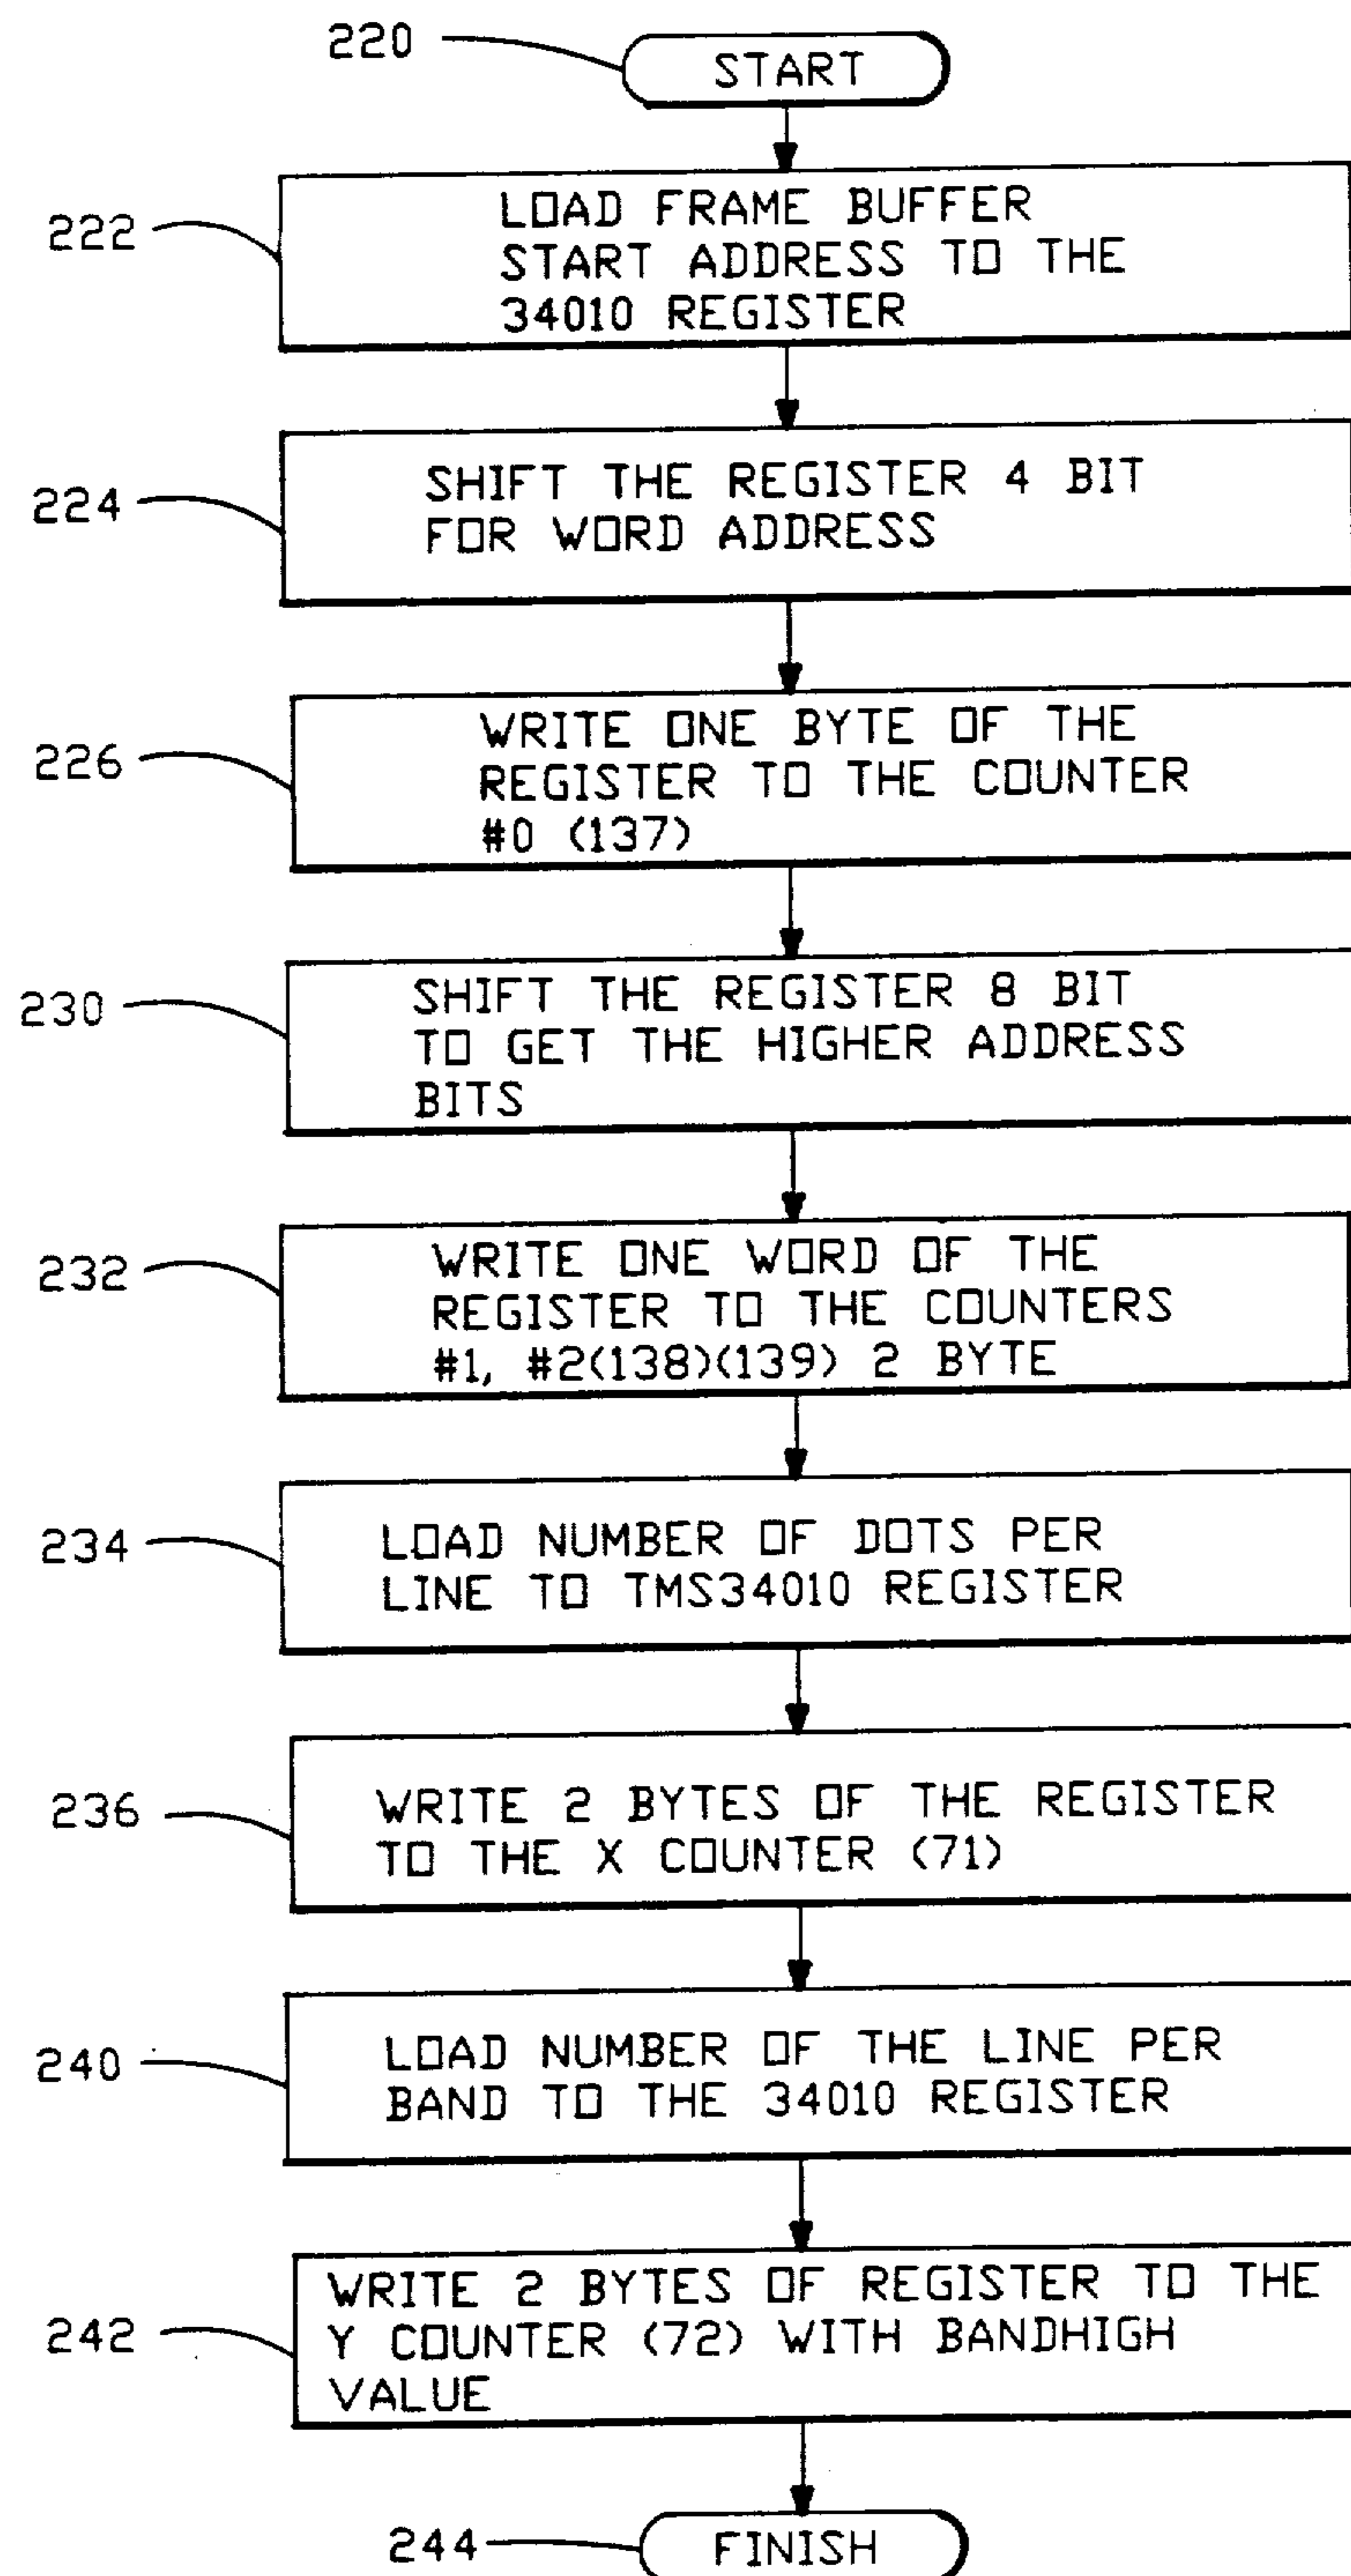 220
START
222
LOAD FRAME BUFFER
START ADDRESS TO THE
34010 REGISTER
224
SHIFT THE REGISTER 4 BIT
FOR WORD ADDRESS
226
WRITE ONE BYTE OF THE
REGISTER TO THE COUNTER
#0 (137)
230
SHIFT THE REGISTER 8 BIT
TO GET THE HIGHER ADDRESS
BITS
232
WRITE ONE WORD OF THE
REGISTER TO THE COUNTERS
#1, #2(138)(139) 2 BYTE
234
LOAD NUMBER OF DOTS PER
LINE TO TMS34010 REGISTER
236
WRITE 2 BYTES OF THE REGISTER
TO THE X COUNTER (71)
240
LOAD NUMBER OF THE LINE PER
BAND TO THE 34010 REGISTER
242
WRITE 2 BYTES OF REGISTER TO THE
Y COUNTER (72) WITH BANDHIGH
VALUE
244
FINISH